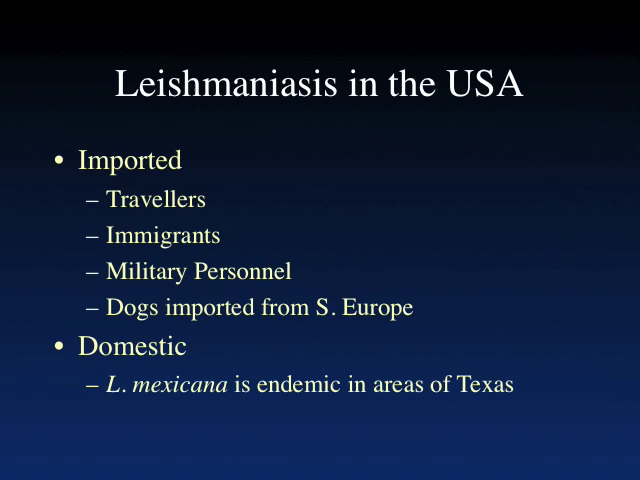 Leishmaniasis in the USA
• Imported
– Travellers
– Immigrants
– Military Personnel
– Dogs imported from S. Europe
• Domestic
– L. mexicana is endemic in areas of Texas